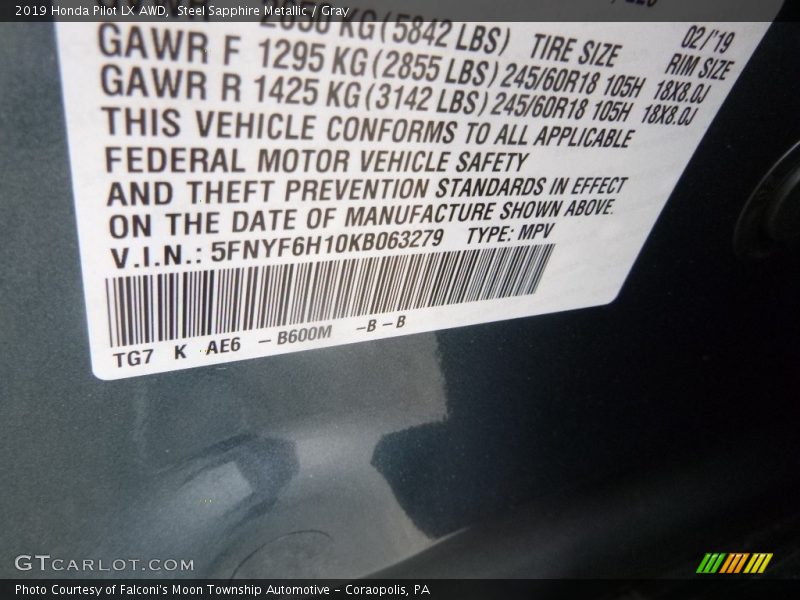 2019 Honda Pilot LX AWD, Steel Sapphire Metallic / Gray
KG (5842 LBS) TIRE SIZE 02/'19
GAWR F 1295 KG (2855 LBS) 245/60R18 105H RIM SIZE 18X8.0J
GAWR R 1425 KG (3142 LBS) 245/60R18 105H 18X8.0J
THIS VEHICLE CONFORMS TO ALL APPLICABLE
FEDERAL MOTOR VEHICLE SAFETY
AND THEFT PREVENTION STANDARDS IN EFFECT
ON THE DATE OF MANUFACTURE SHOWN ABOVE.
V.I.N.: 5FNYF6H10KB063279 TYPE: MPV
TG7 K AE6 – B600M –B –B
GTCARLOT.COM
Photo Courtesy of Falconi's Moon Township Automotive – Coraopolis, PA